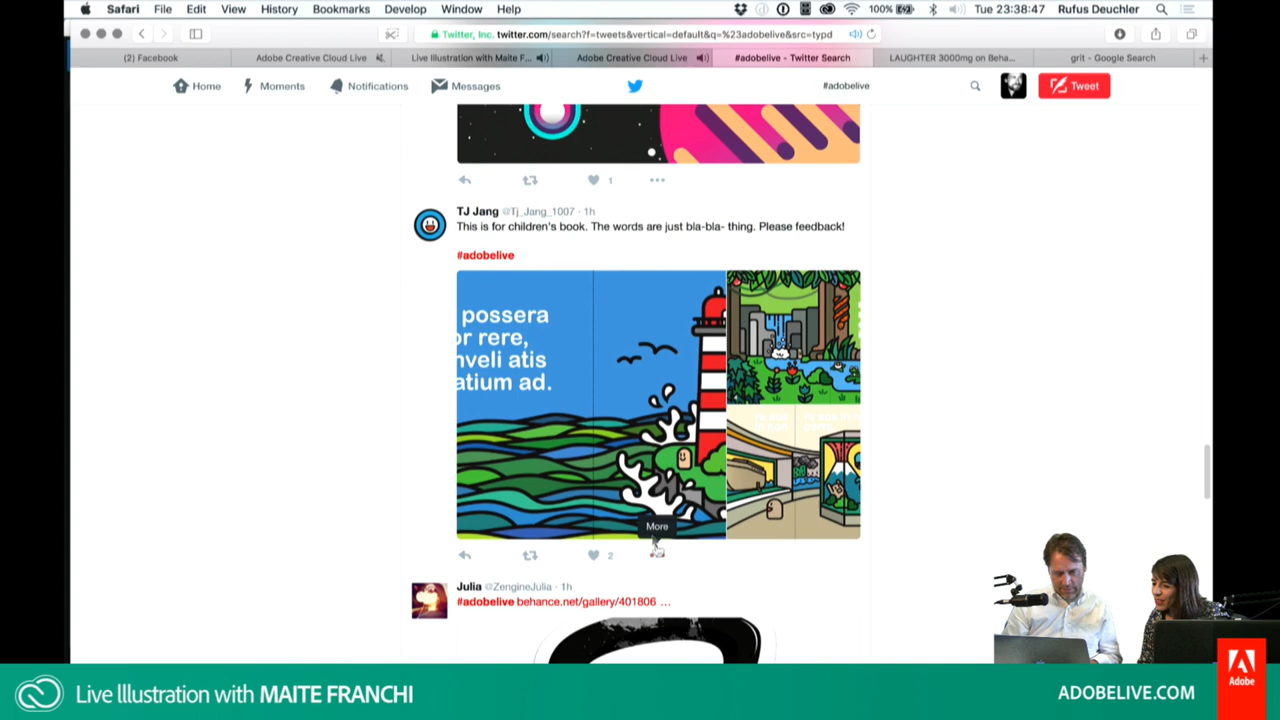 Safari File Edit View History Bookmarks Develop Window Help 100% Tue 23:38:47 Rufus Deuchler
Twitter, Inc. twitter.com/search?f=tweets&vertical=default&q=%23adobelive&src=typd
(2) Facebook Adobe Creative Cloud Live Live Illustration with Maite F... Adobe Creative Cloud Live #adobelive - Twitter Search LAUGHTER 3000mg on Beha... grit - Google Search
Home Moments Notifications Messages #adobelive Tweet
1
TJ Jang @Tj_Jang_1007 · 1h
This is for children's book. The words are just bla-bla- thing. Please feedback!
#adobelive
possera
or rere,
nveli atis
atium ad.
More
2
Julia @ZengineJulia · 1h
#adobelive behance.net/gallery/401806 ...
Live Illustration with MAITE FRANCHI
ADOBELIVE.COM
Adobe